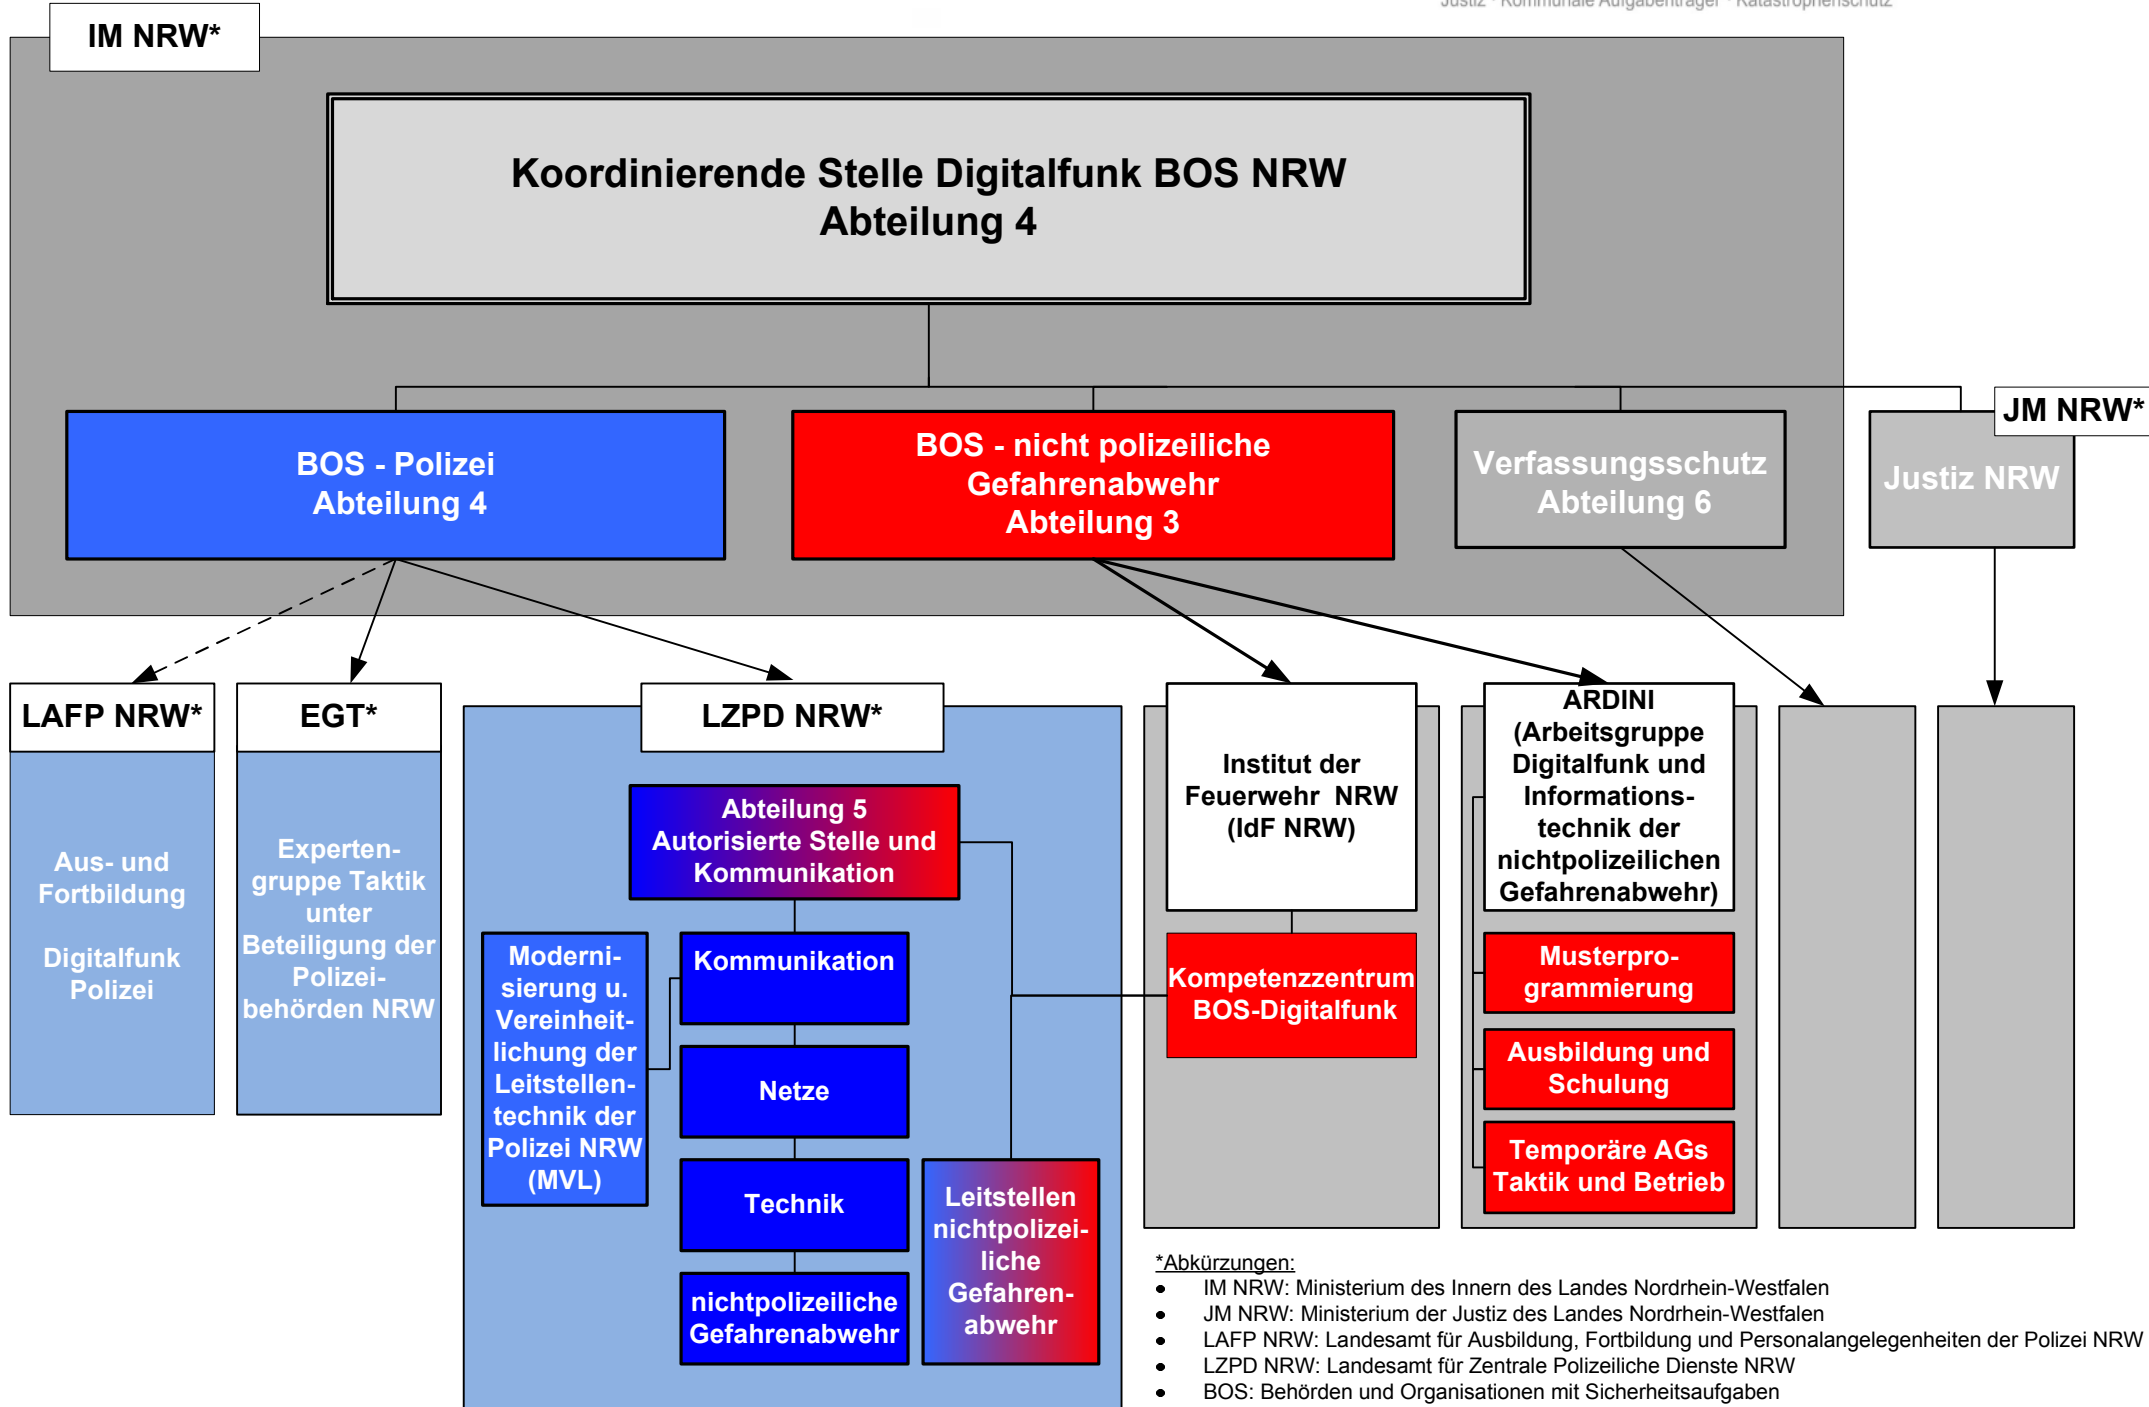 Justiz · Kommunale Aufgabenträger · Katastrophenschutz
IM NRW*
Koordinierende Stelle Digitalfunk BOS NRW
Abteilung 4
BOS - Polizei
Abteilung 4
BOS - nicht polizeiliche
Gefahrenabwehr
Abteilung 3
Verfassungsschutz
Abteilung 6
JM NRW*
Justiz NRW
LAFP NRW*
Aus- und
Fortbildung
Digitalfunk
Polizei
EGT*
Experten-
gruppe Taktik
unter
Beteiligung der
Polizei-
behörden NRW
LZPD NRW*
Abteilung 5
Autorisierte Stelle und
Kommunikation
Moderni-
sierung u.
Vereinheit-
lichung der
Leitstellen-
technik der
Polizei NRW
(MVL)
Kommunikation
Netze
Technik
nichtpolizeiliche
Gefahrenabwehr
Leitstellen
nichtpolizei-
liche
Gefahren-
abwehr
Institut der
Feuerwehr  NRW
(IdF NRW)
Kompetenzzentrum
BOS-Digitalfunk
ARDINI
(Arbeitsgruppe
Digitalfunk und
Informations-
technik der
nichtpolizeilichen
Gefahrenabwehr)
Musterpro-
grammierung
Ausbildung und
Schulung
Temporäre AGs
Taktik und Betrieb
*Abkürzungen:
• IM NRW: Ministerium des Innern des Landes Nordrhein-Westfalen
• JM NRW: Ministerium der Justiz des Landes Nordrhein-Westfalen
• LAFP NRW: Landesamt für Ausbildung, Fortbildung und Personalangelegenheiten der Polizei NRW
• LZPD NRW: Landesamt für Zentrale Polizeiliche Dienste NRW
• BOS: Behörden und Organisationen mit Sicherheitsaufgaben